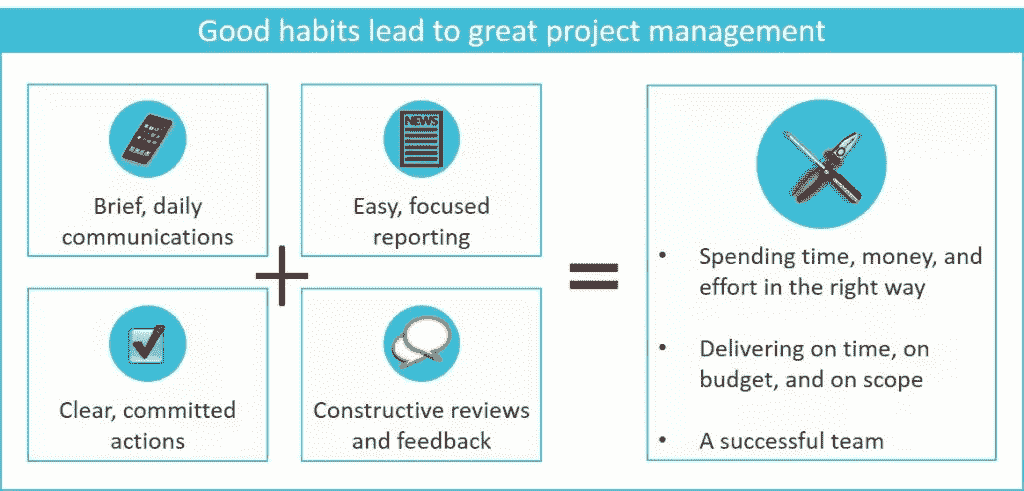 Good habits lead to great project management
Brief, daily
communications
NEWS
Easy, focused
reporting
+
=
Clear, committed
actions
Constructive reviews
and feedback
• Spending time, money, and
effort in the right way
• Delivering on time, on
budget, and on scope
• A successful team